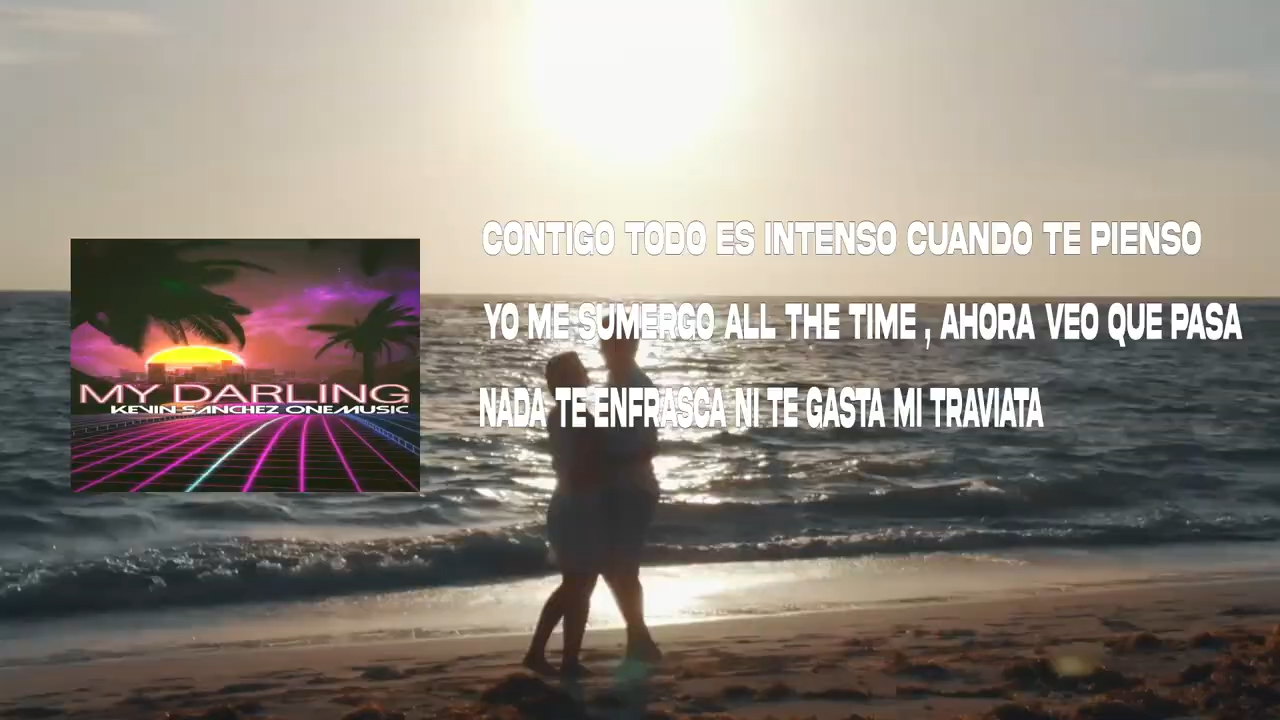 MY DARLING
KEVIN SANCHEZ ONEMUSIC
CONTIGO TODO ES INTENSO CUANDO TE PIENSO
YO ME SUMERGO ALL THE TIME , AHORA VEO QUE PASA
NADA TE ENFRASCA NI TE GASTA MI TRAVIATA